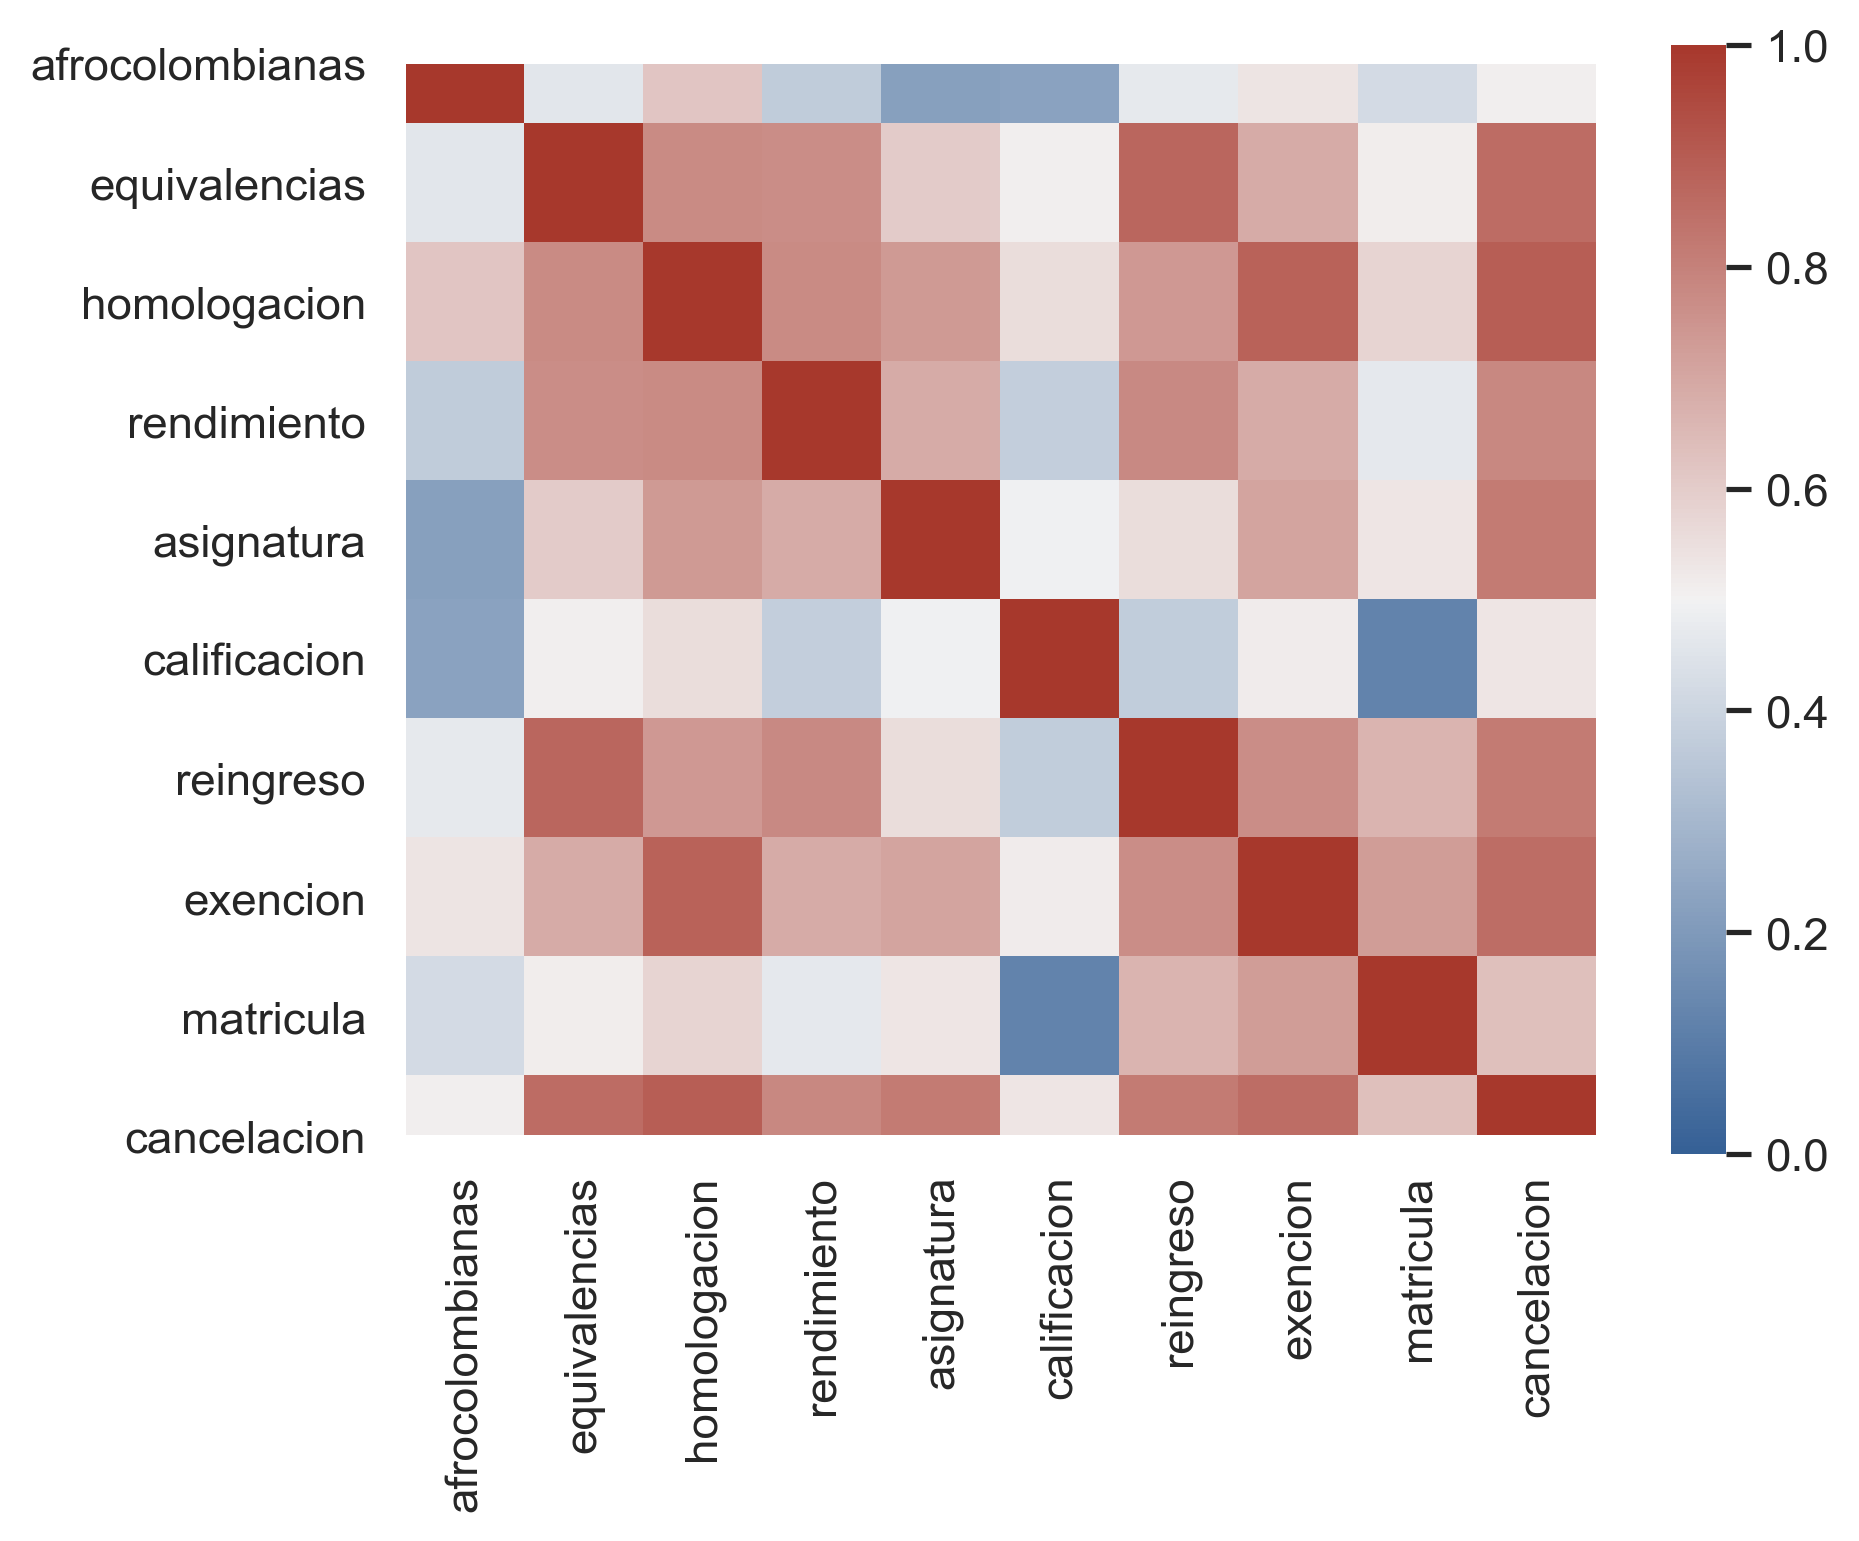 afrocolombianas
equivalencias
homologacion
rendimiento
asignatura
calificacion
reingreso
exencion
matricula
cancelacion
afrocolombianas
equivalencias
homologacion
rendimiento
asignatura
calificacion
reingreso
exencion
matricula
cancelacion
1.0
0.8
0.6
0.4
0.2
0.0